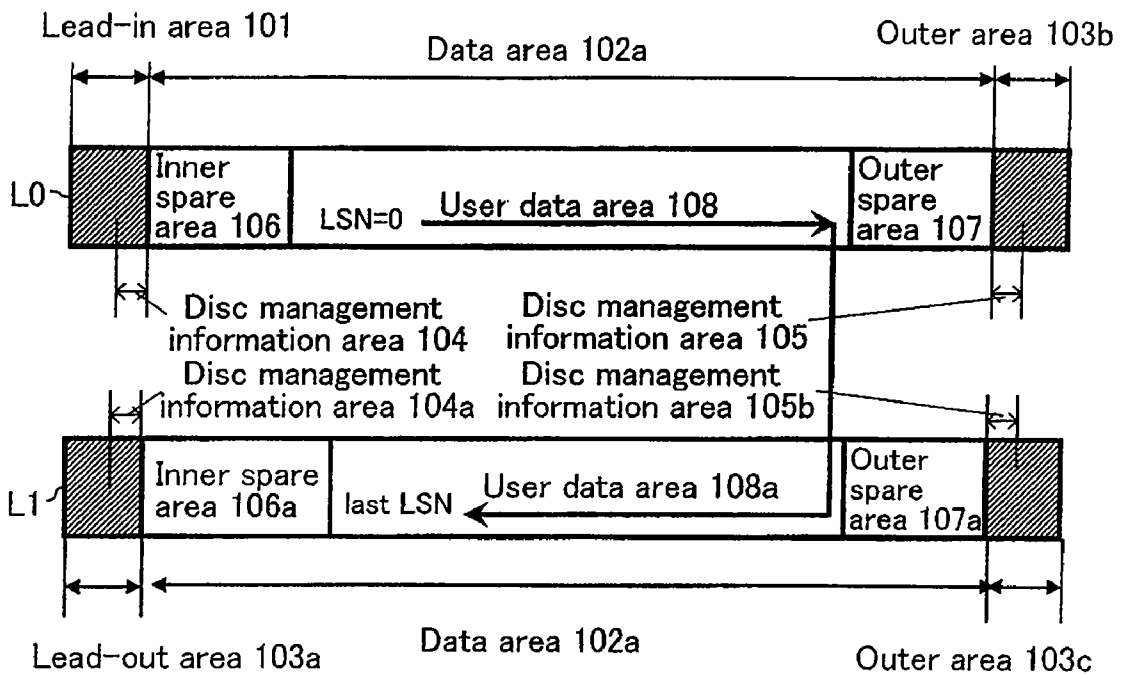 Lead-in area 101
Data area 102a
Outer area 103b
L0
Inner
spare
area 106
LSN=0
User data area 108
Outer
spare
area 107
Disc management
information area 104
Disc management
information area 105
Disc management
information area 104a
Disc management
information area 105b
L1
Inner spare
area 106a
last LSN
User data area 108a
Outer
spare
area 107a
Lead-out area 103a
Data area 102a
Outer area 103c